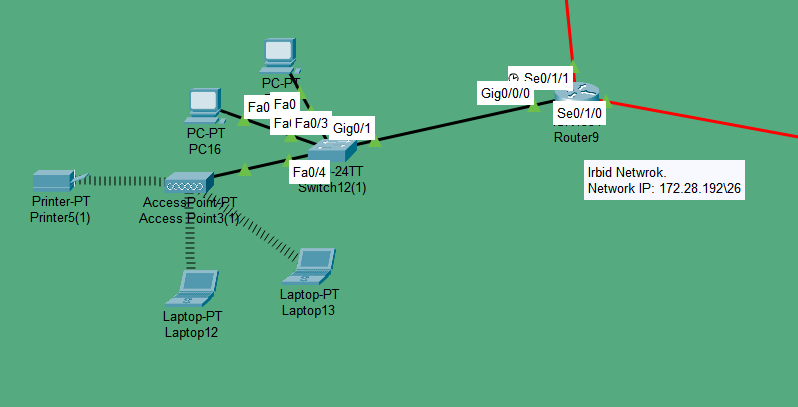 Se0/1/1
PC-PT
Gig0/0/0
Fa0
Fa0
Se0/1/0
Fa0/3
Gig0/1
PC-PT
PC16
Router9
-24TT
Fa0/4
Switch12(1)
Irbid Netwrok.
Network IP: 172.28.192\26
Printer-PT
Printer5(1)
AccessPoint-PT
Access Point3(1)
Laptop-PT
Laptop13
Laptop-PT
Laptop12